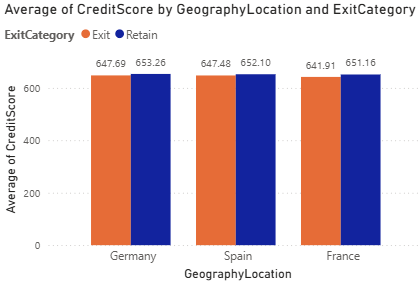 Average of CreditScore by GeographyLocation and ExitCategory
ExitCategory Exit Retain
647.69 653.26 647.48 652.10 641.91 651.16
600
400
200
0
Average of CreditScore
Germany Spain France
GeographyLocation